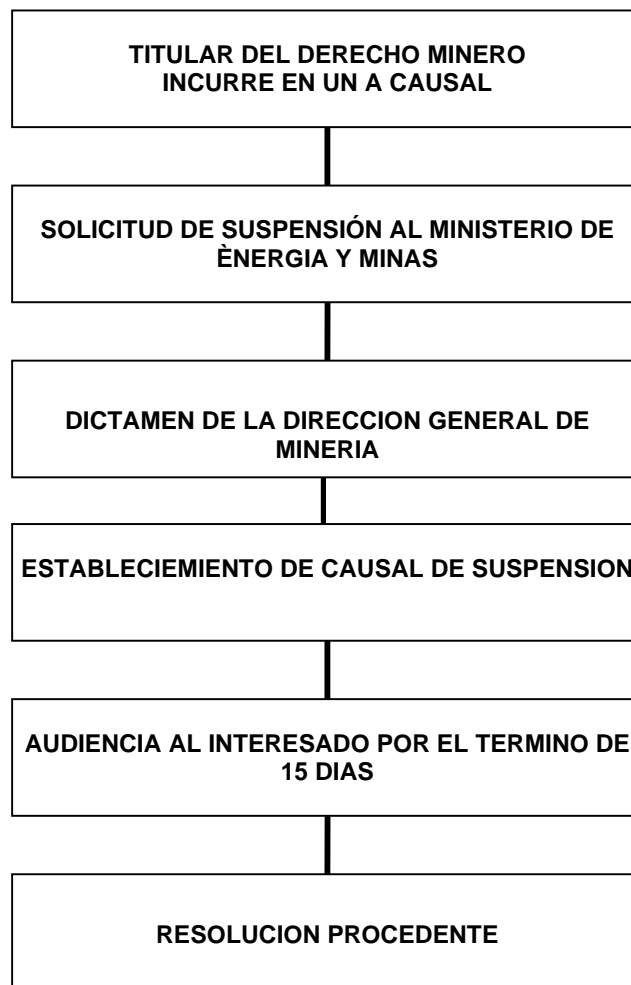 TITULAR DEL DERECHO MINERO
INCURRE EN UN A CAUSAL
SOLICITUD DE SUSPENSIÓN AL MINISTERIO DE
ÈNERGIA Y MINAS
DICTAMEN DE LA DIRECCION GENERAL DE
MINERIA
ESTABLECIEMIENTO DE CAUSAL DE SUSPENSION
AUDIENCIA AL INTERESADO POR EL TERMINO DE
15 DIAS
RESOLUCION PROCEDENTE